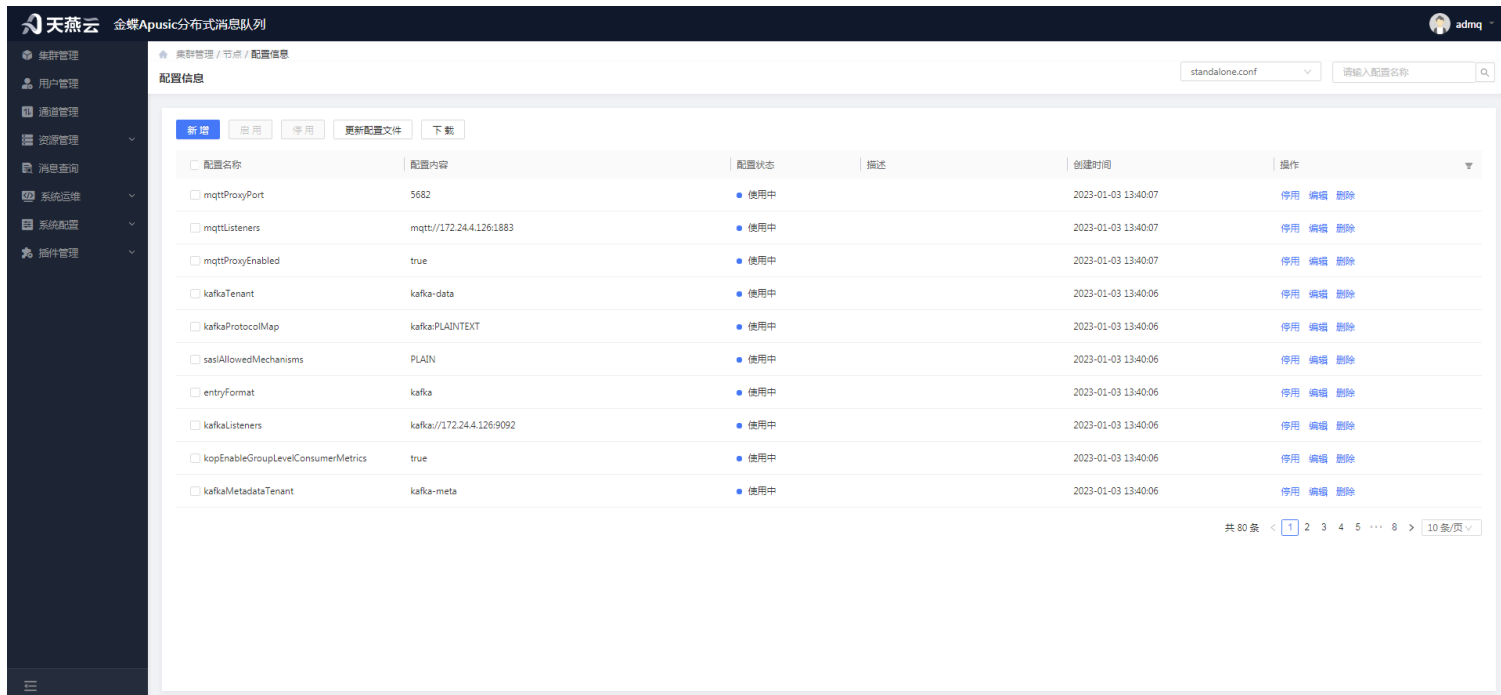 天燕云 金蝶Apusic分布式消息队列 admq
集群管理
用户管理
通道管理
资源管理
消息查询
系统运维
系统配置
插件管理
集群管理 / 节点 / 配置信息
配置信息 standalone.conf 请输入配置名称
新增 启用 停用 更新配置文件 下载
配置名称 配置内容 配置状态 描述 创建时间 操作
mqttProxyPort 5682 使用中 2023-01-03 13:40:07 停用 编辑 删除
mqttListeners mqtt://172.24.4.126:1883 使用中 2023-01-03 13:40:07 停用 编辑 删除
mqttProxyEnabled true 使用中 2023-01-03 13:40:07 停用 编辑 删除
kafkaTenant kafka-data 使用中 2023-01-03 13:40:06 停用 编辑 删除
kafkaProtocolMap kafka:PLAINTEXT 使用中 2023-01-03 13:40:06 停用 编辑 删除
saslAllowedMechanisms PLAIN 使用中 2023-01-03 13:40:06 停用 编辑 删除
entryFormat kafka 使用中 2023-01-03 13:40:06 停用 编辑 删除
kafkaListeners kafka://172.24.4.126:9092 使用中 2023-01-03 13:40:06 停用 编辑 删除
kopEnableGroupLevelConsumerMetrics true 使用中 2023-01-03 13:40:06 停用 编辑 删除
kafkaMetadataTenant kafka-meta 使用中 2023-01-03 13:40:06 停用 编辑 删除
共 80 条 < 1 2 3 4 5 ··· 8 > 10 条/页